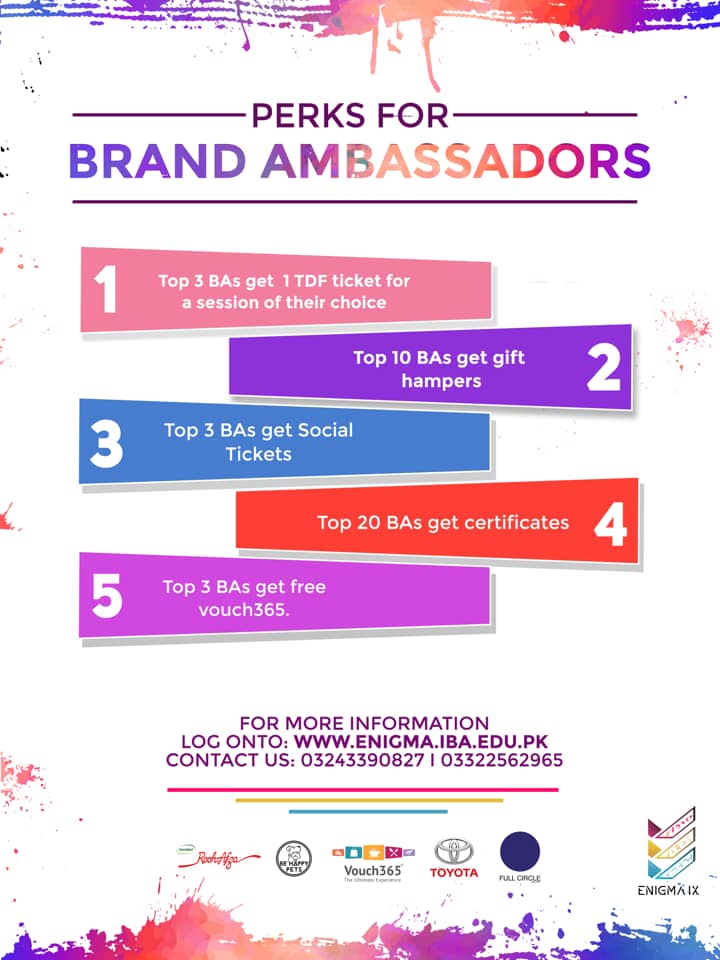 PERKS FOR
BRAND AMBASSADORS
1
Top 3 BAs get 1 TDF ticket for
a session of their choice
Top 10 BAs get gift
hampers
2
3
Top 3 BAs get Social
Tickets
Top 20 BAs get certificates
4
5
Top 3 BAs get free
vouch365.
FOR MORE INFORMATION
LOG ONTO: WWW.ENIGMA.IBA.EDU.PK
CONTACT US: 03243390827 I 03322562965
RoohAfza
BE HAPPY
PETS
Vouch365
The Ultimate Experience
TOYOTA
FULL CIRCLE
ENIGMA IX